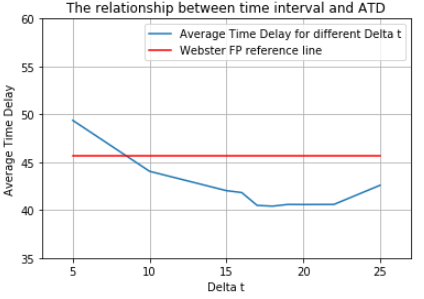 The relationship between time interval and ATD
Average Time Delay for different Delta t
Webster FP reference line
Average Time Delay
60
55
50
45
40
35
5 10 15 20 25
Delta t